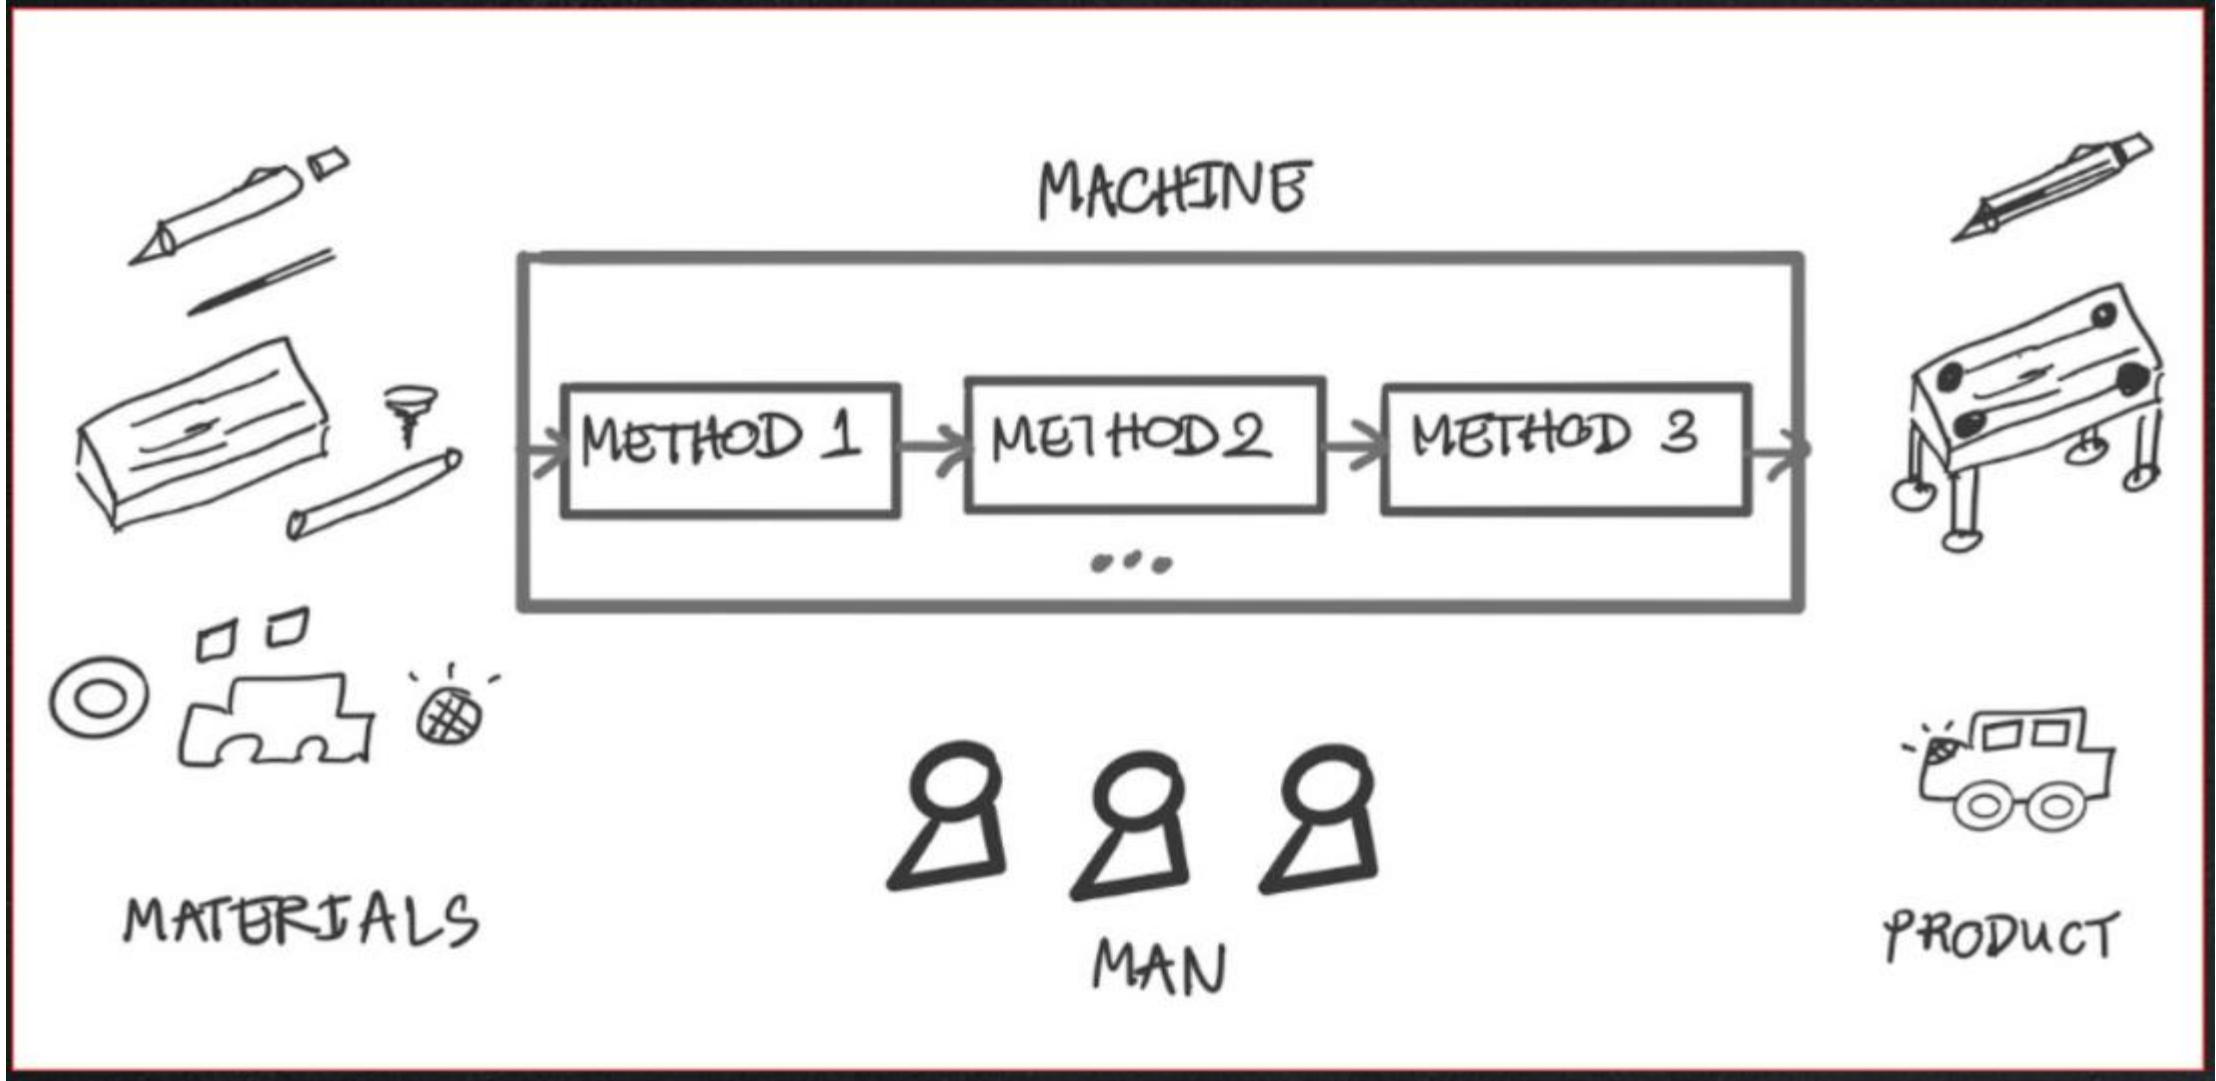 MACHINE
METHOD 1
METHOD 2
METHOD 3
MATERIALS
MAN
PRODUCT